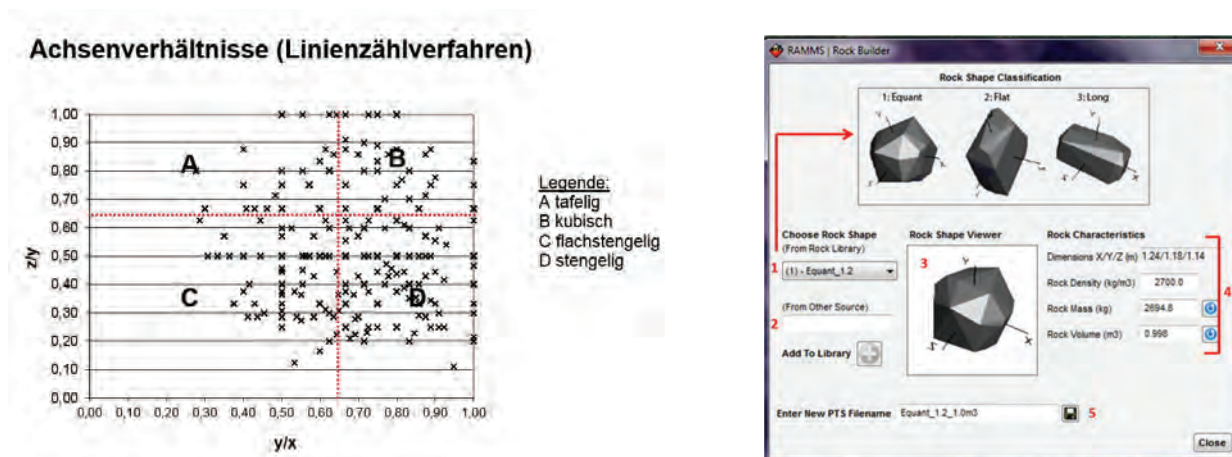 Achsenverhältnisse (Linienzählverfahren)
1,00
0,90
0,80
0,70
0,60
0,50
0,40
0,30
0,20
0,10
0,00
z/y
0,00 0,10 0,20 0,30 0,40 0,50 0,60 0,70 0,80 0,90 1,00
y/x
A
B
C
D
Legende:
A tafelig
B kubisch
C flachstengelig
D stengelig
RAMMS | Rock Builder
x
Rock Shape Classification
1: Equant 2: Flat 3: Long
Choose Rock Shape
(From Rock Library)
1
(1) - Equant_1.2
(From Other Source)
2
Add To Library
Rock Shape Viewer
3
Y
X
Z
Rock Characteristics
Dimensions X/Y/Z (m) 1.24/1.18/1.14
Rock Density (kg/m3) 2700.0
Rock Mass (kg) 2694.8
Rock Volume (m3) 0.998
4
Enter New PTS Filename Equant_1.2_1.0m3 5
Close